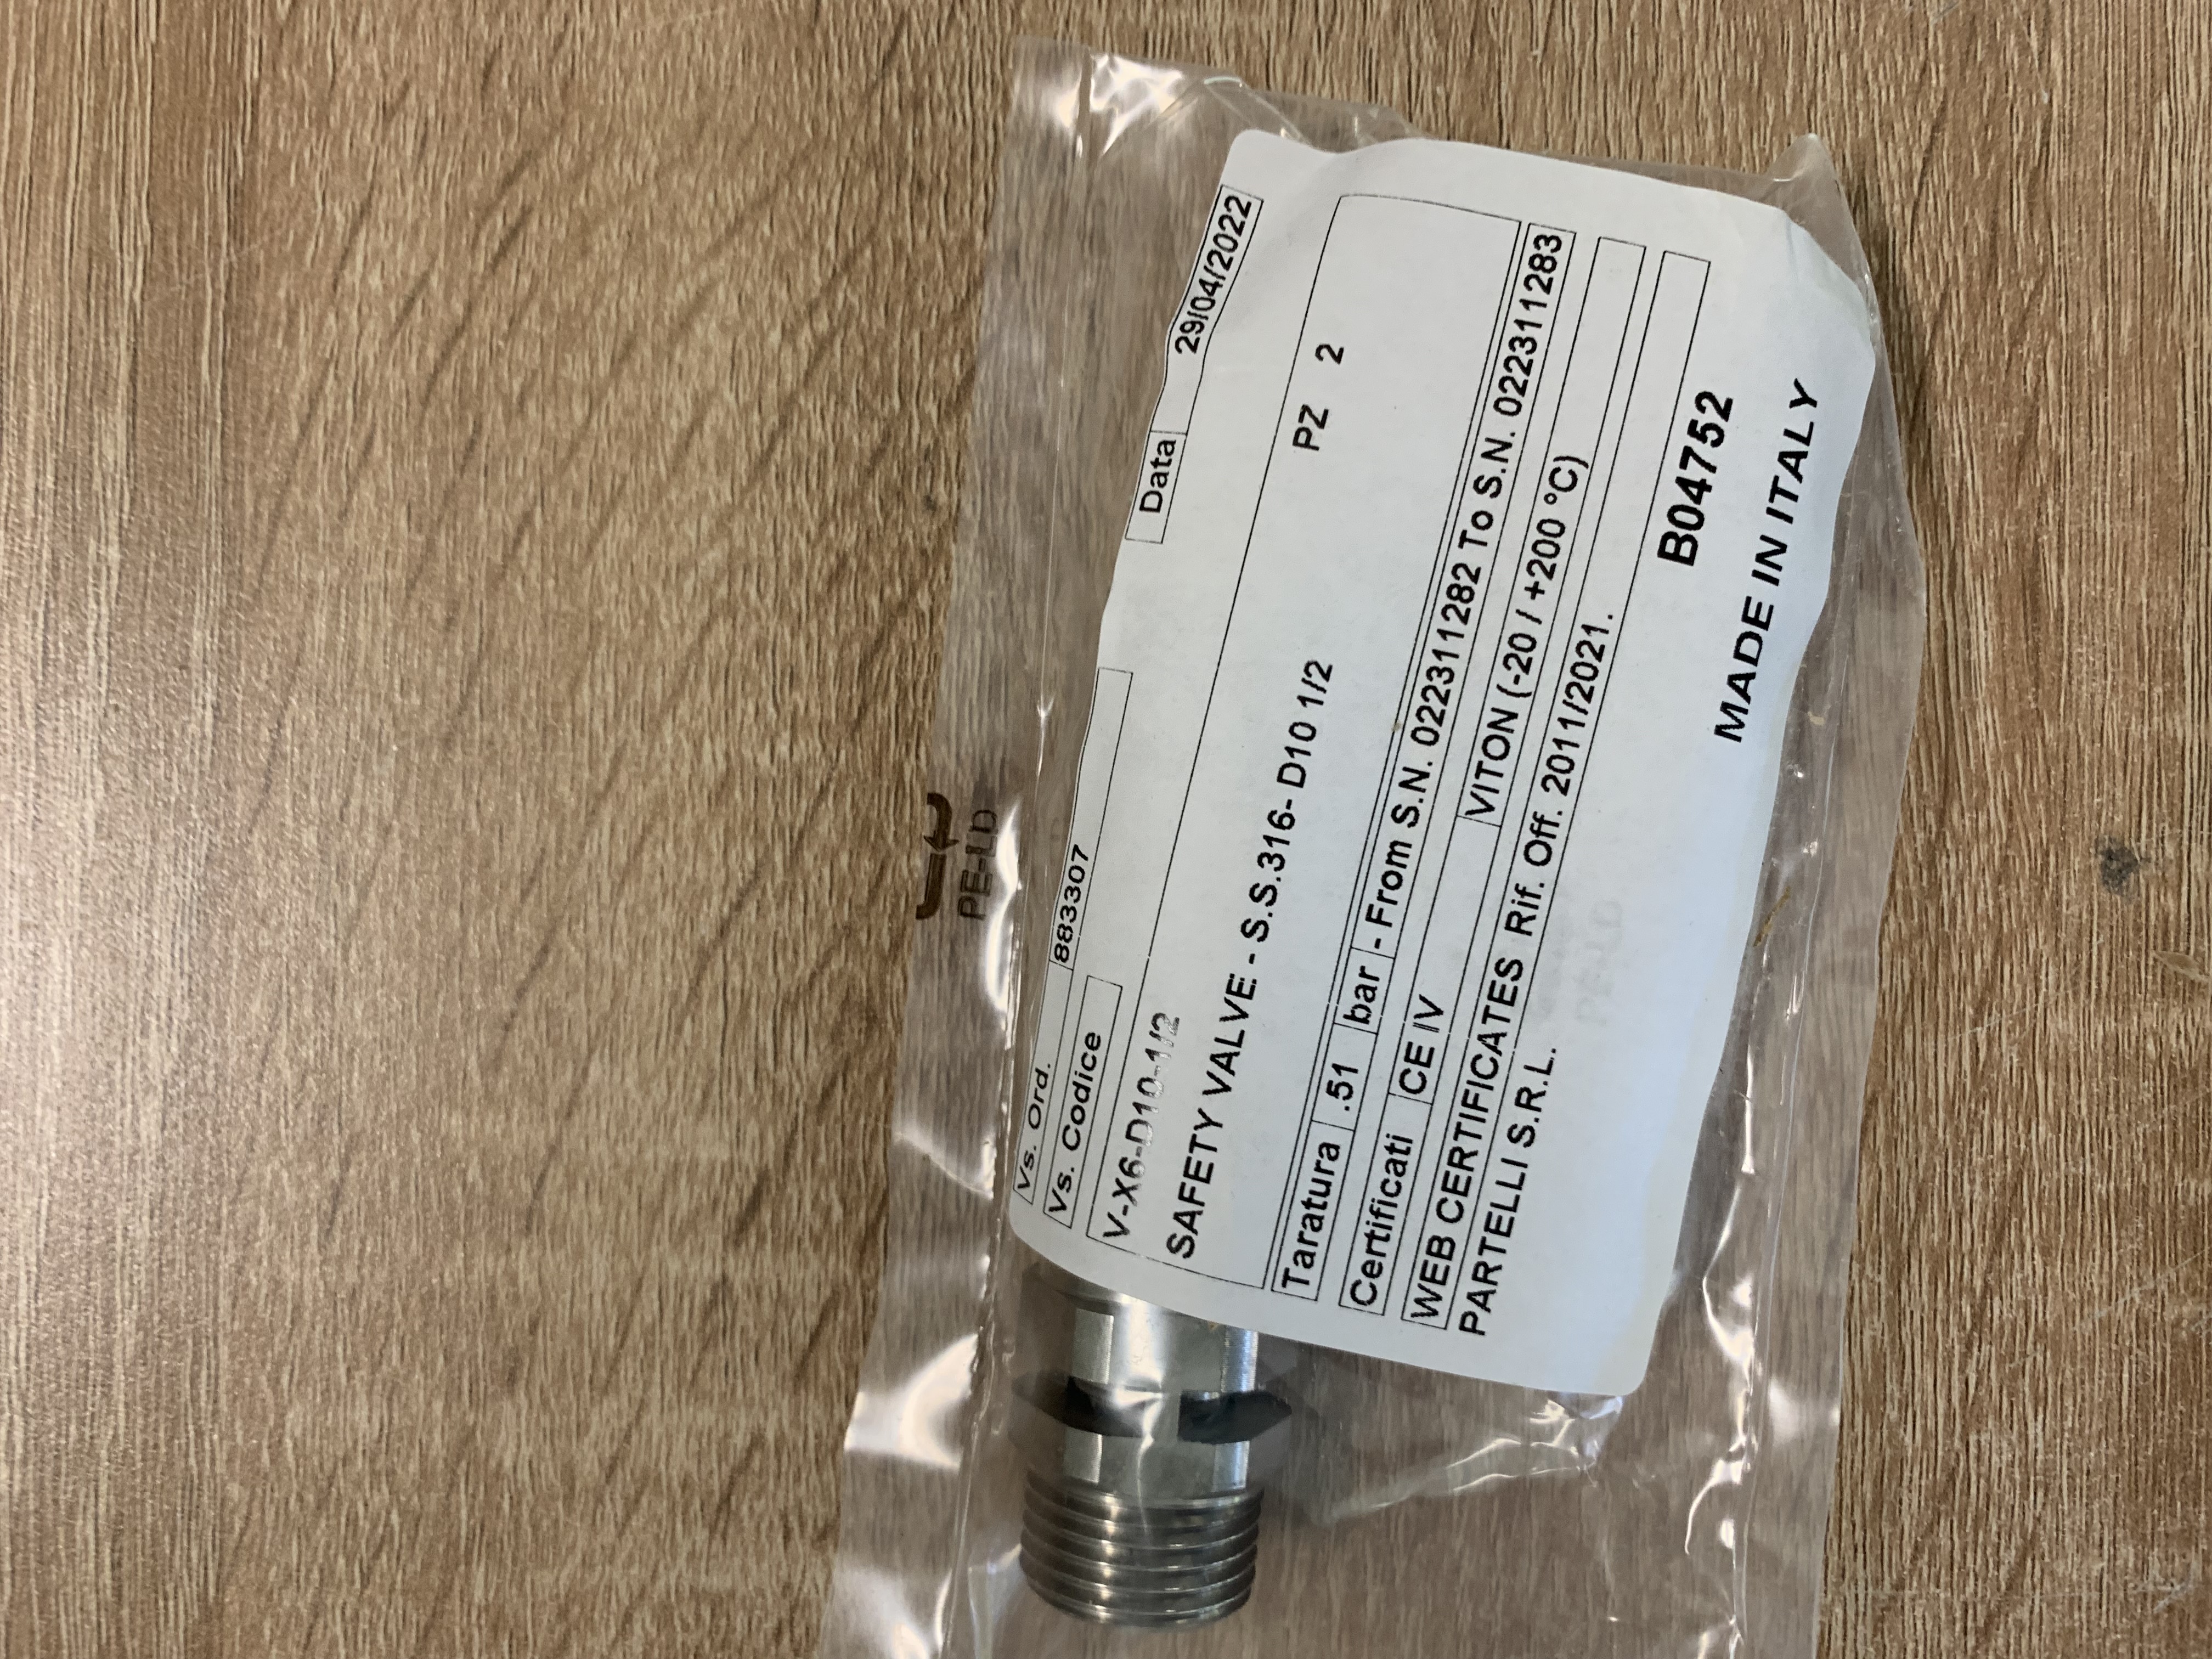 Vs. Ord. 883307 Data 29/04/2022
Vs. Codice
V-X6-D10-1/2
SAFETY VALVE - S.S.316- D10 1/2 PZ 2
Taratura .51 bar - From S.N. 022311282 To S.N. 022311283
Certificati CE IV VITON (-20 / +200 °C)
WEB CERTIFICATES Rif. Off. 2011/2021.
PARTELLI S.R.L. B04752
MADE IN ITALY
PE-LD
PE-LD